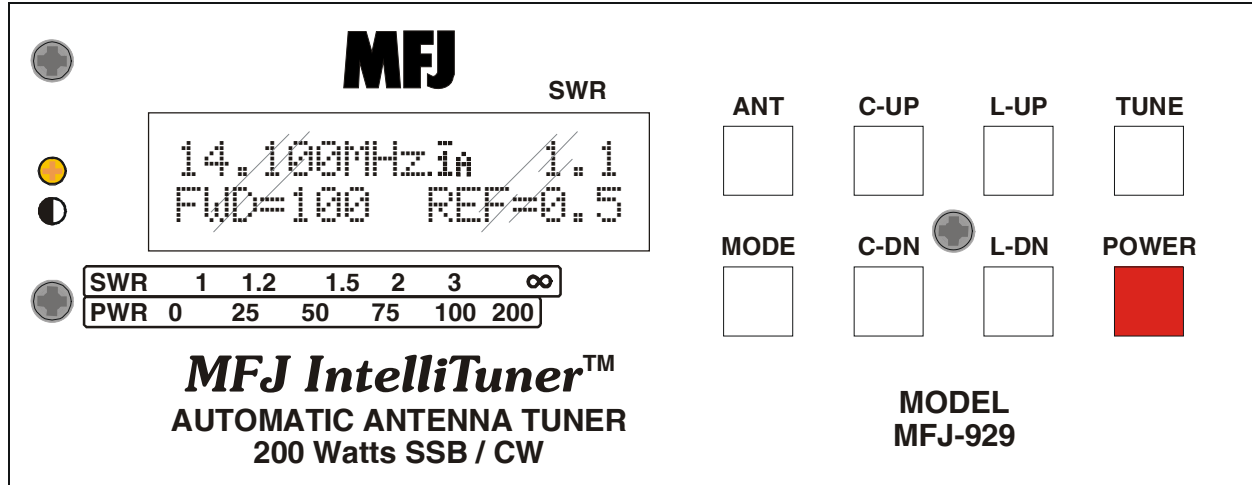 MFJ
SWR
14.100MHz.IA 1.1
FWD=100 REF=0.5
SWR 1 1.2 1.5 2 3 ∞
PWR 0 25 50 75 100 200
MFJ IntelliTuner™
AUTOMATIC ANTENNA TUNER
200 Watts SSB / CW
ANT C-UP L-UP TUNE
MODE C-DN L-DN POWER
MODEL
MFJ-929